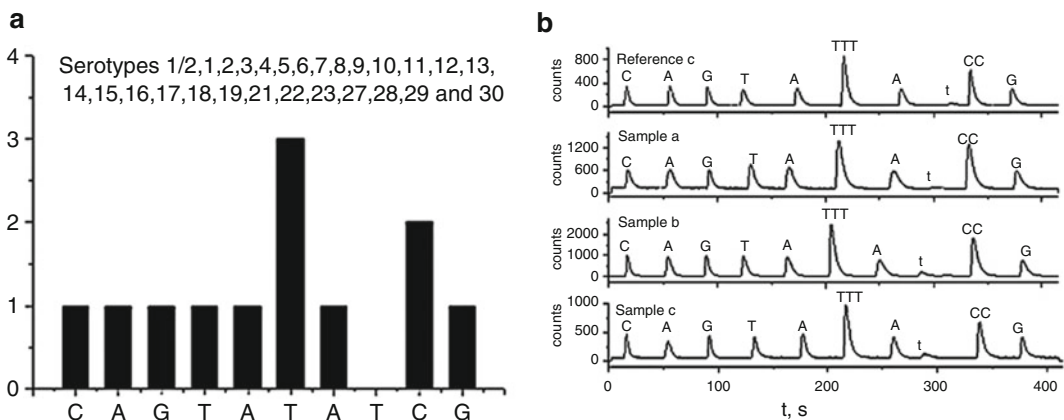 a
4
Serotypes 1/2,1,2,3,4,5,6,7,8,9,10,11,12,13,
14,15,16,17,18,19,21,22,23,27,28,29 and 30
3
2
1
0
C A G T A T A T C G
b
Reference c
800
400
0
counts
C A G T A TTT A t CC G
Sample a
1200
600
0
counts
C A G T A TTT A t CC G
Sample b
2000
1000
0
counts
C A G T A TTT A t CC G
Sample c
1000
500
0
counts
C A G T A TTT A t CC G
0 100 200 300 400
t, s